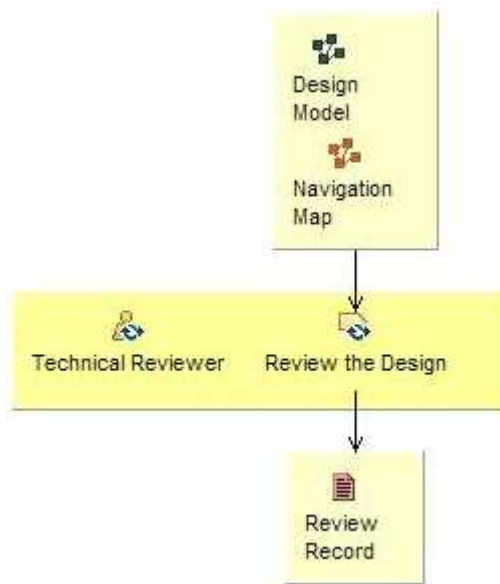 Design
Model
Navigation
Map
Technical Reviewer
Review the Design
Review
Record